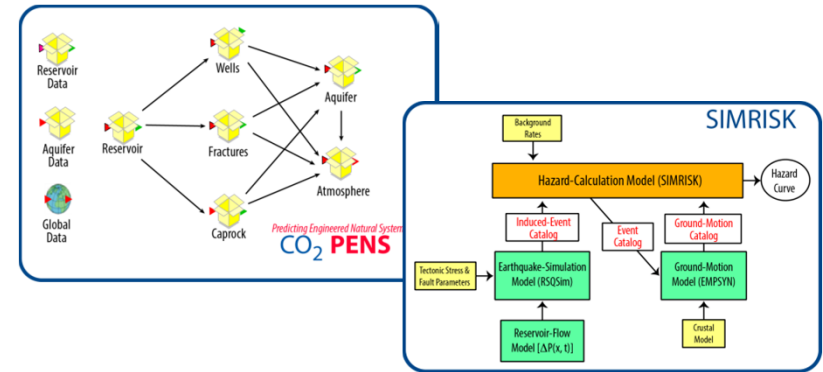 Reservoir
Data
Aquifer
Data
Global
Data
Reservoir
Wells
Fractures
Caprock
Aquifer
Atmosphere
Predicting Engineered Natural System
CO2 PENS
SIMRISK
Background
Rates
Hazard-Calculation Model (SIMRISK)
Hazard
Curve
Induced-Event
Catalog
Event
Catalog
Ground-Motion
Catalog
Tectonic Stress &
Fault Parameters
Earthquake-Simulation
Model (RSQSim)
Ground-Motion
Model (EMPSYN)
Reservoir-Flow
Model [ΔP(x, t)]
Crustal
Model